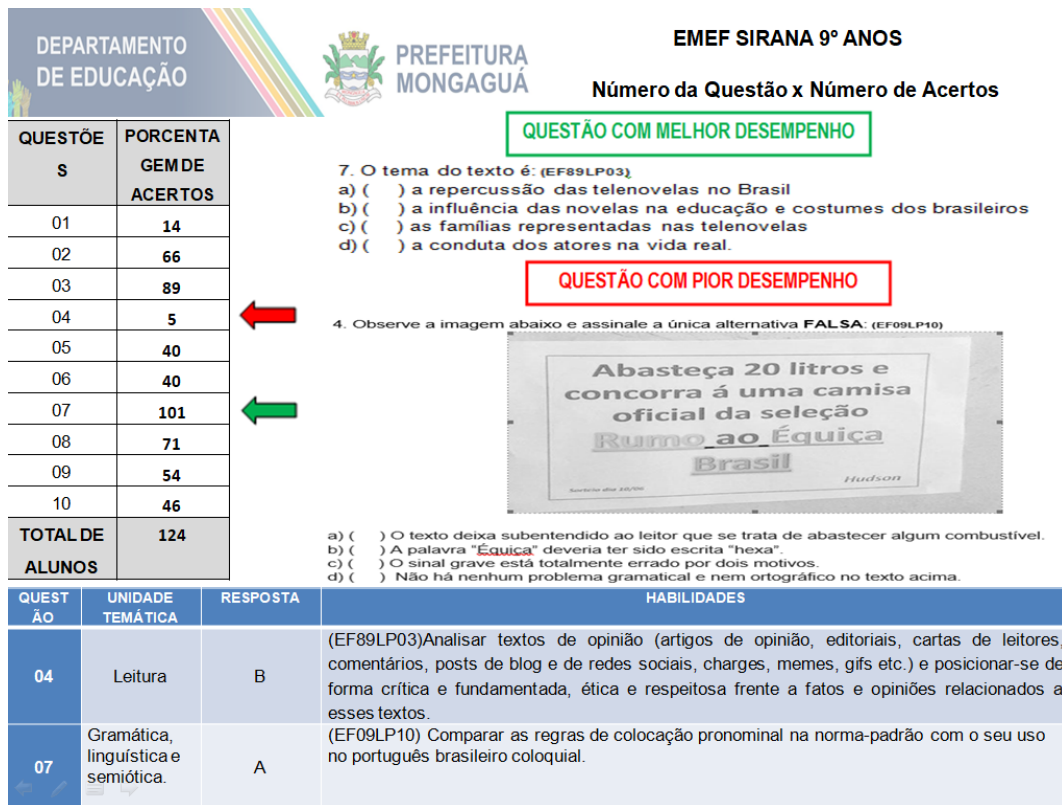 DEPARTAMENTO
DE EDUCAÇÃO
PREFEITURA
MONGAGUÁ
EMEF SIRANA 9º ANOS
Número da Questão x Número de Acertos
QUESTÕE
S
PORCENTA
GEM DE
ACERTOS
01 14
02 66
03 89
04 5
05 40
06 40
07 101
08 71
09 54
10 46
TOTAL DE
ALUNOS
124
QUESTÃO COM MELHOR DESEMPENHO
7. O tema do texto é: (EF89LP03)
a) ( ) a repercussão das telenovelas no Brasil
b) ( ) a influência das novelas na educação e costumes dos brasileiros
c) ( ) as famílias representadas nas telenovelas
d) ( ) a conduta dos atores na vida real.
QUESTÃO COM PIOR DESEMPENHO
4. Observe a imagem abaixo e assinale a única alternativa FALSA: (EF09LP10)
Abasteça 20 litros e
concorra á uma camisa
oficial da seleção
Rumo ao Équiça
Brasil
Sorteio dia 10/06
Hudson
a) ( ) O texto deixa subentendido ao leitor que se trata de abastecer algum combustível.
b) ( ) A palavra "Équiça" deveria ter sido escrita "hexa".
c) ( ) O sinal grave está totalmente errado por dois motivos.
d) ( ) Não há nenhum problema gramatical e nem ortográfico no texto acima.
QUEST
ÃO
UNIDADE
TEMÁTICA
RESPOSTA
HABILIDADES
04
Leitura
B
(EF89LP03)Analisar textos de opinião (artigos de opinião, editoriais, cartas de leitores,
comentários, posts de blog e de redes sociais, charges, memes, gifs etc.) e posicionar-se de
forma crítica e fundamentada, ética e respeitosa frente a fatos e opiniões relacionados a
esses textos.
07
Gramática,
linguística e
semiótica.
A
(EF09LP10) Comparar as regras de colocação pronominal na norma-padrão com o seu uso
no português brasileiro coloquial.